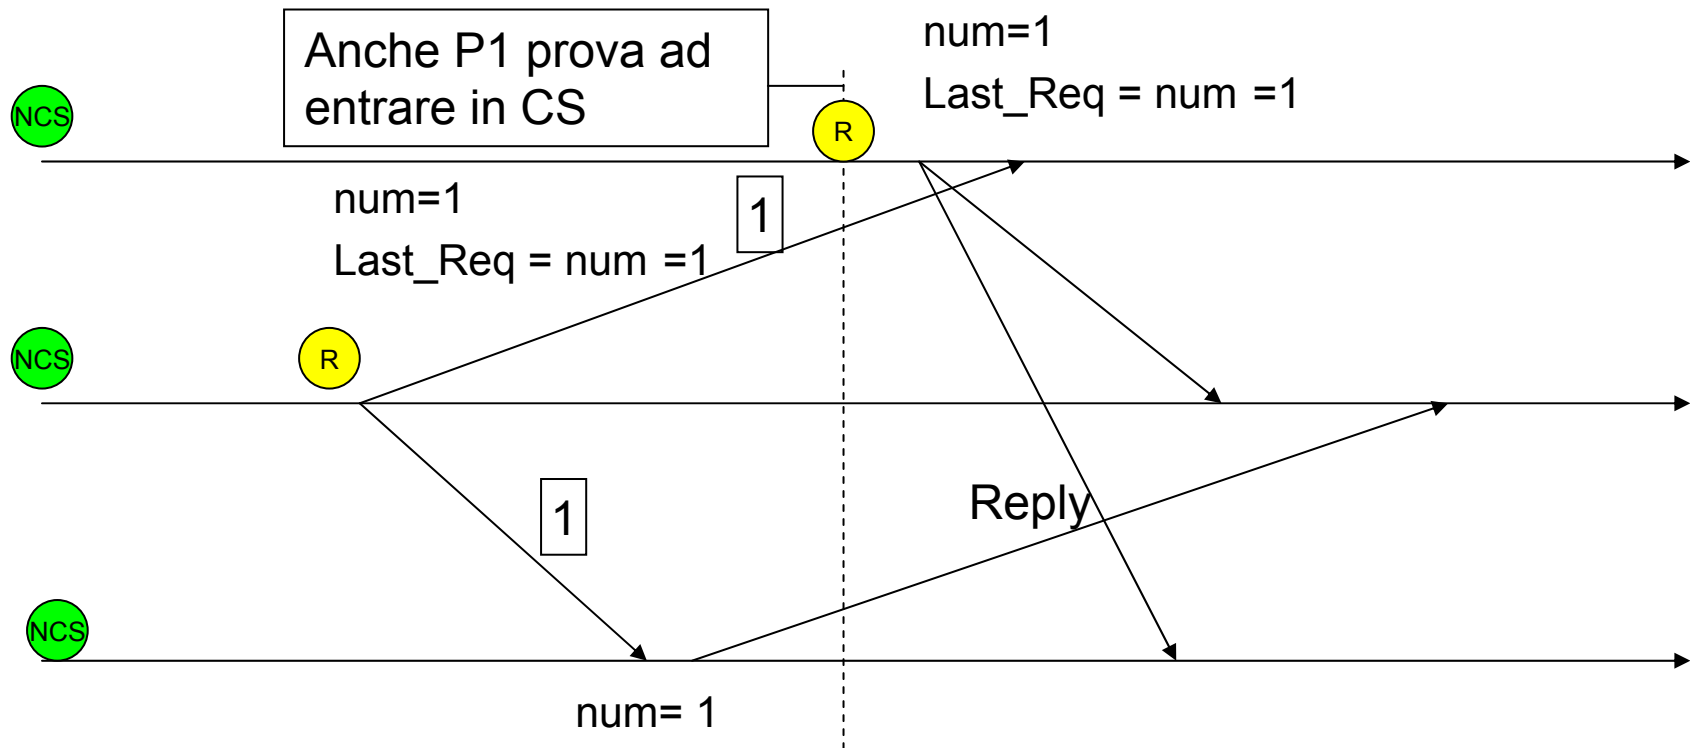 Anche P1 prova ad
entrare in CS
num=1
Last_Req = num =1
NCS
R
num=1
Last_Req = num =1
1
NCS
R
1
Reply
NCS
num= 1